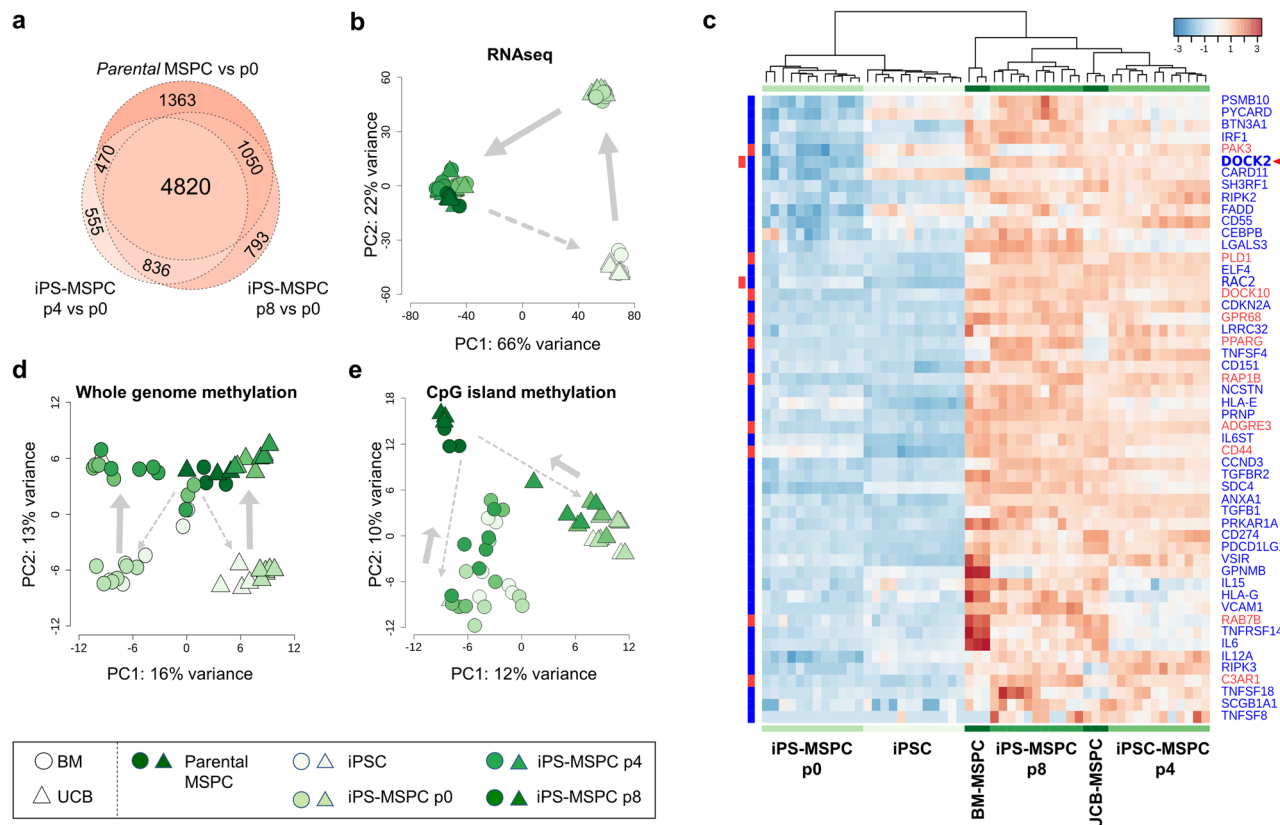 a
Parental MSPC vs p0
1363
470
1050
4820
555
793
836
iPS-MSPC
p4 vs p0
iPS-MSPC
p8 vs p0
b
RNAseq
PC2: 22% variance
60
30
0
-30
-60
-80
-40
0
40
80
PC1: 66% variance
c
-3
-1
1
3
PSMB10
PYCARD
BTN3A1
IRF1
PAK3
DOCK2
CARD11
SH3RF1
RIPK2
FADD
CD55
CEBPB
LGALS3
PLD1
ELF4
RAC2
DOCK10
CDKN2A
GPR68
LRRC32
PPARG
TNFSF4
CD151
RAP1B
NCSTN
HLA-E
PRNP
ADGRE3
IL6ST
CD44
CCND3
TGFBR2
SDC4
ANXA1
TGFB1
PRKAR1A
CD274
PDCD1LG2
VSIR
GPNMB
IL15
HLA-G
VCAM1
RAB7B
TNFRSF14
IL6
IL12A
RIPK3
C3AR1
TNFSF18
SCGB1A1
TNFSF8
iPS-MSPC
p0
iPSC
BM-MSPC
iPS-MSPC
p8
UCB-MSPC
iPSC-MSPC
p4
d
Whole genome methylation
PC2: 13% variance
12
6
0
-6
-12
-12
-6
0
6
12
PC1: 16% variance
e
CpG island methylation
PC2: 10% variance
18
12
6
0
-6
-12
-12
-6
0
6
12
PC1: 12% variance
BM
UCB
Parental
MSPC
iPSC
iPS-MSPC p0
iPS-MSPC p4
iPS-MSPC p8